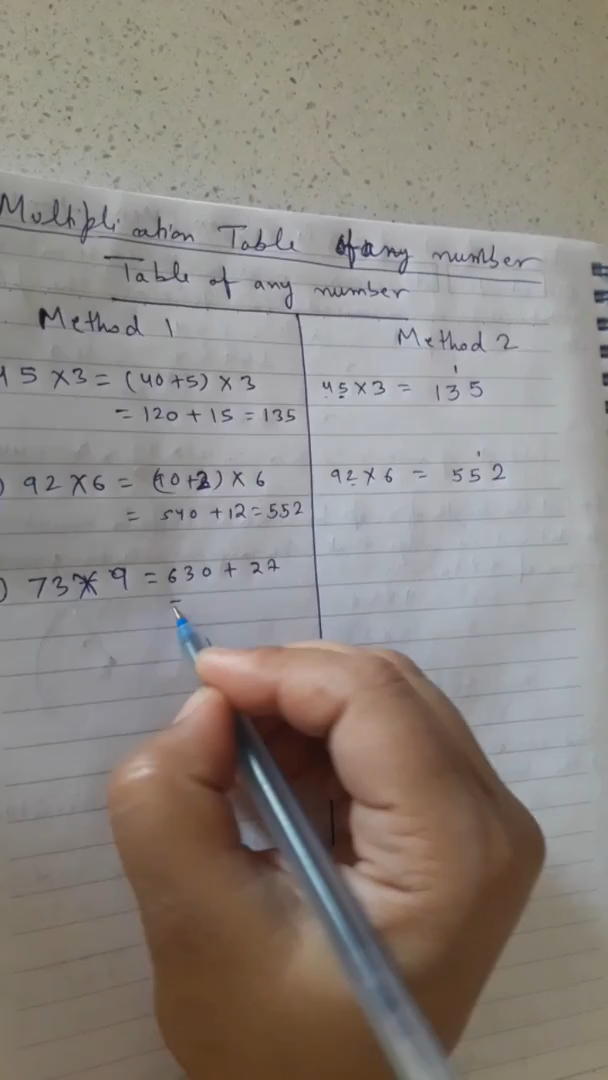 Multiplication Table of any number
Table of any number
Method 1
45 × 3 = (40+5) × 3
= 120 + 15 = 135
) 92 × 6 = (90+2) × 6
= 540 + 12 = 552
) 73 × 9 = 630 + 27
=
Method 2
45 × 3 = 135
92 × 6 = 552